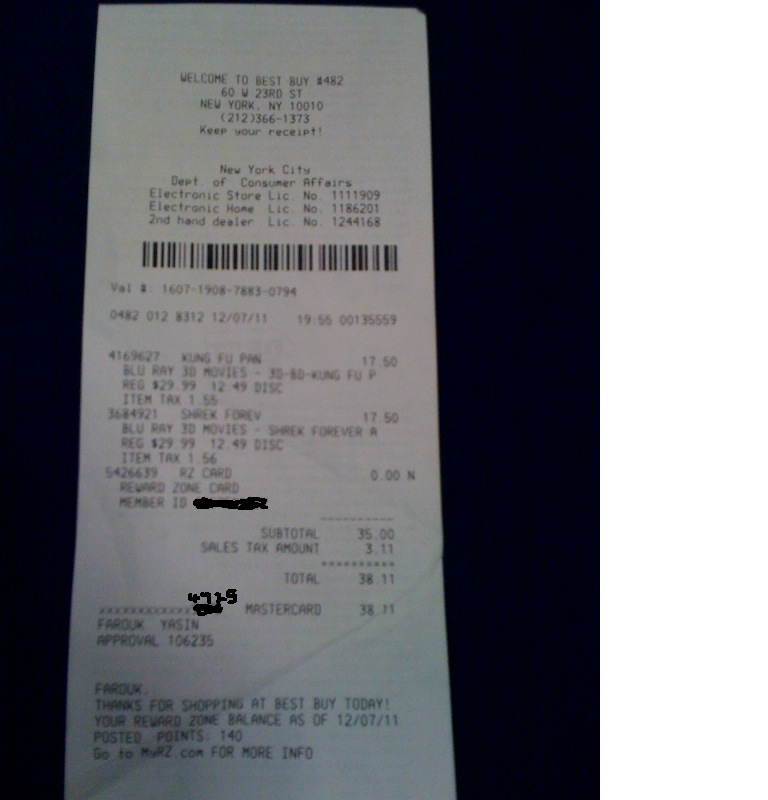 WELCOME TO BEST BUY #482
60 W 23RD ST
NEW YORK, NY 10010
(212)366-1373
Keep your receipt!
New York City
Dept. of Consumer Affairs
Electronic Store Lic. No. 1111909
Electronic Home Lic. No. 1186201
2nd hand dealer Lic. No. 1244168
Val #: 1607-1908-7883-0794
0482 012 8312 12/07/11 19:55 00135559
4169627 KUNG FU PAN 17.50
BLU RAY 3D MOVIES - 3D-BD-KUNG FU P
REG $29.99 12.49 DISC
ITEM TAX 1.55
3684921 SHREK FOREV 17.50
BLU RAY 3D MOVIES - SHREK FOREVER A
REG $29.99 12.49 DISC
ITEM TAX 1.56
5426639 RZ CARD 0.00 N
REWARD ZONE CARD
MEMBER ID
SUBTOTAL 35.00
SALES TAX AMOUNT 3.11
TOTAL 38.11
xxxxxxxxxxxx MASTERCARD 38.11
FAROUK YASIN
APPROVAL 106235
FAROUK,
THANKS FOR SHOPPING AT BEST BUY TODAY!
YOUR REWARD ZONE BALANCE AS OF 12/07/11
POSTED POINTS: 140
Go to MyRZ.com FOR MORE INFO